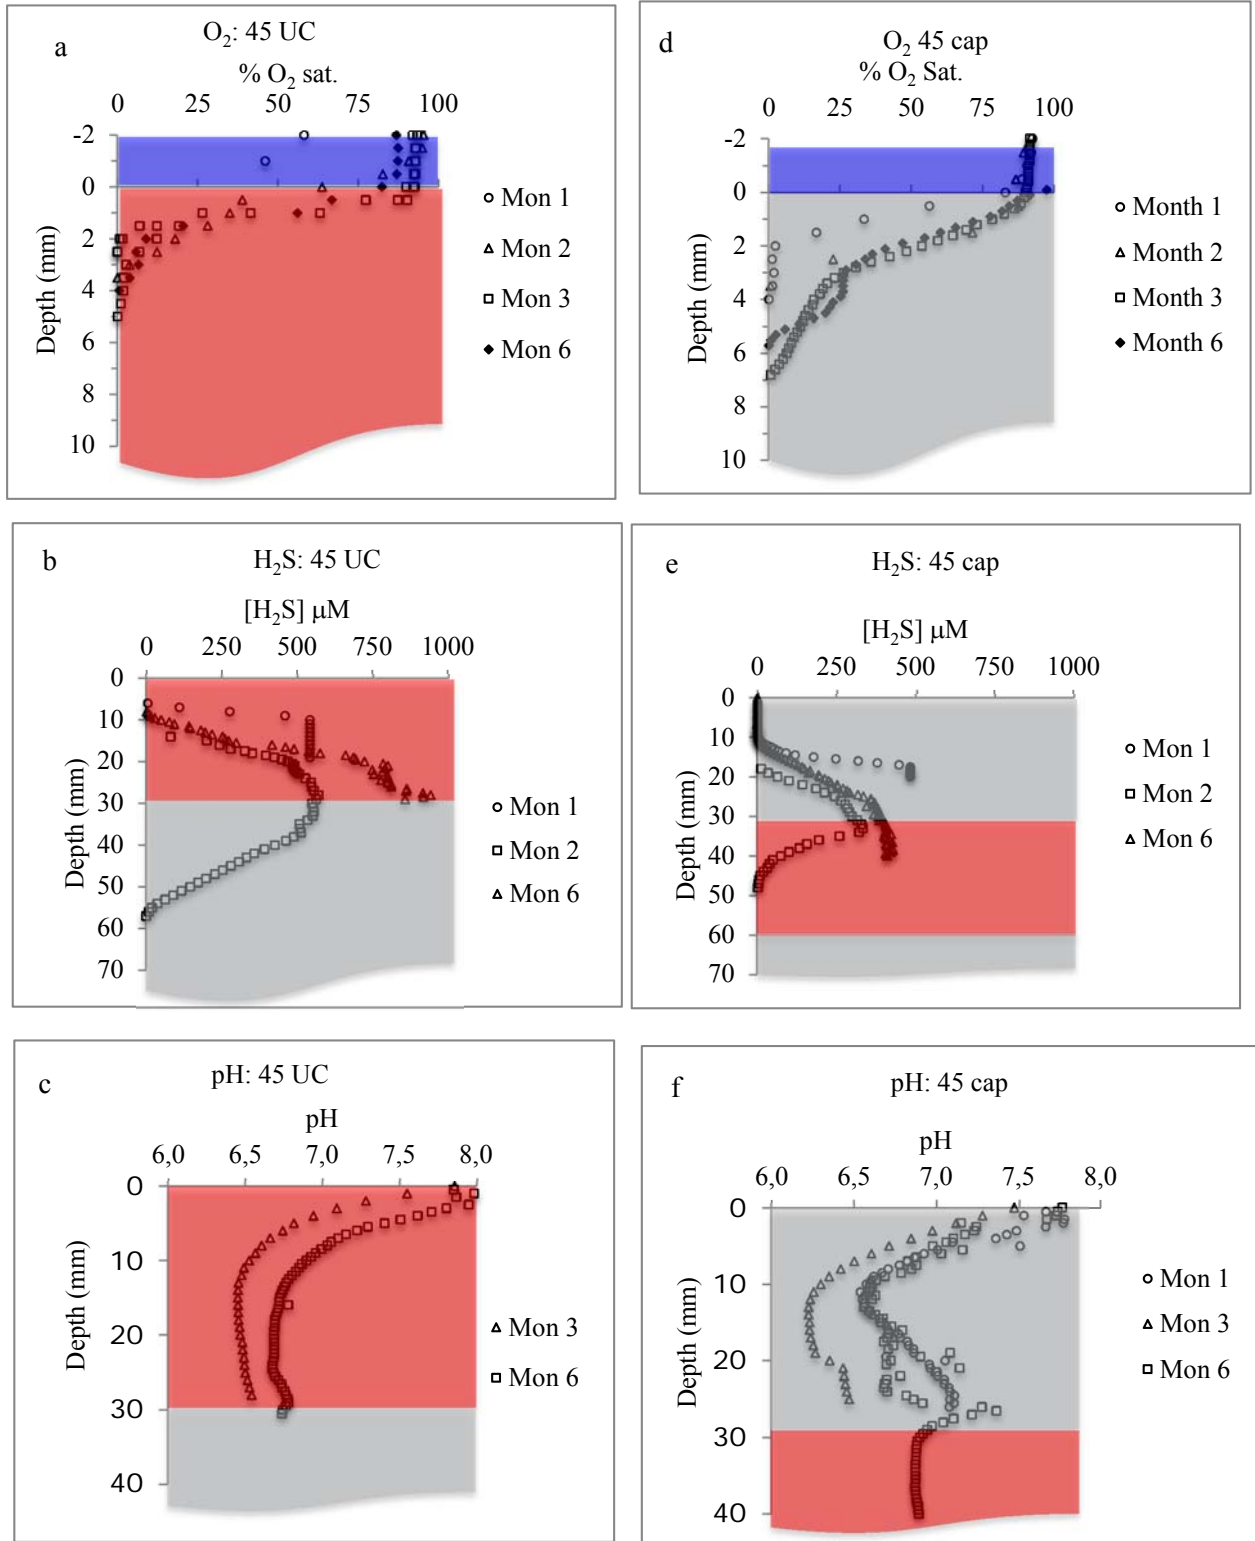 a
O₂: 45 UC
% O₂ sat.
0 25 50 75 100
-2
0
2
4
6
8
10
Depth (mm)
Mon 1
Mon 2
Mon 3
Mon 6
d
O₂ 45 cap
% O₂ Sat.
0 25 50 75 100
-2
0
2
4
6
8
10
Depth (mm)
Month 1
Month 2
Month 3
Month 6
b
H₂S: 45 UC
[H₂S] μM
0 250 500 750 1000
0
10
20
30
40
50
60
70
Depth (mm)
Mon 1
Mon 2
Mon 6
e
H₂S: 45 cap
[H₂S] μM
0 250 500 750 1000
0
10
20
30
40
50
60
70
Depth (mm)
Mon 1
Mon 2
Mon 6
c
pH: 45 UC
pH
6,0 6,5 7,0 7,5 8,0
0
10
20
30
40
Depth (mm)
Mon 3
Mon 6
f
pH: 45 cap
pH
6,0 6,5 7,0 7,5 8,0
0
10
20
30
40
Depth (mm)
Mon 1
Mon 3
Mon 6